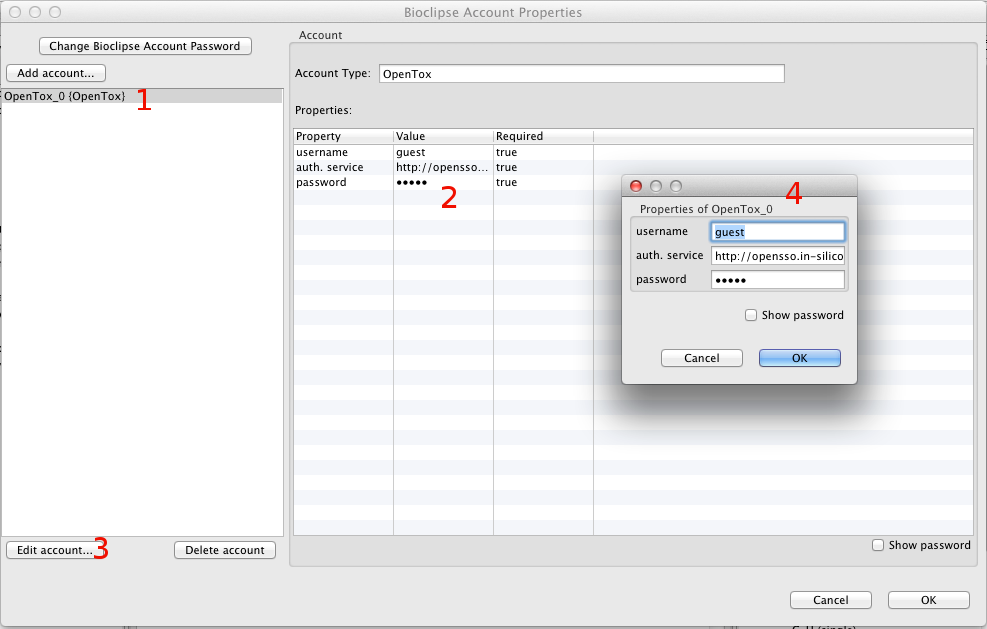 Bioclipse Account Properties
Change Bioclipse Account Password
Add account...
OpenTox_0 {OpenTox}
1
Account
Account Type: OpenTox
Properties:
Property Value Required
username guest true
auth. service http://opensso... true
password ••••• true
2
4
Properties of OpenTox_0
username guest
auth. service http://opensso.in-silico
password •••••
Show password
Cancel OK
Edit account... 3 Delete account
Show password
Cancel OK